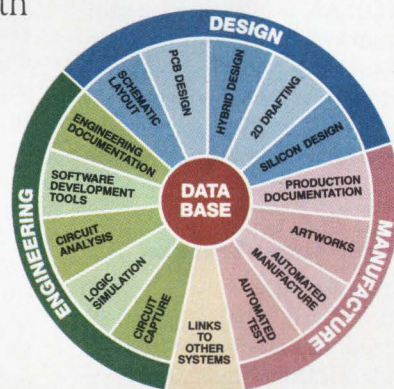 th
DESIGN
SCHEMATIC
LAYOUT
PCB DESIGN
HYBRID DESIGN
2D DRAFTING
SILICON DESIGN
PRODUCTION
DOCUMENTATION
ARTWORKS
AUTOMATED
MANUFACTURE
AUTOMATED
TEST
MANUFACTURE
LINKS
TO
OTHER
SYSTEMS
CIRCUIT
CAPTURE
LOGIC
SIMULATION
CIRCUIT
ANALYSIS
SOFTWARE
DEVELOPMENT
TOOLS
ENGINEERING
DOCUMENTATION
ENGINEERING
DATA
BASE